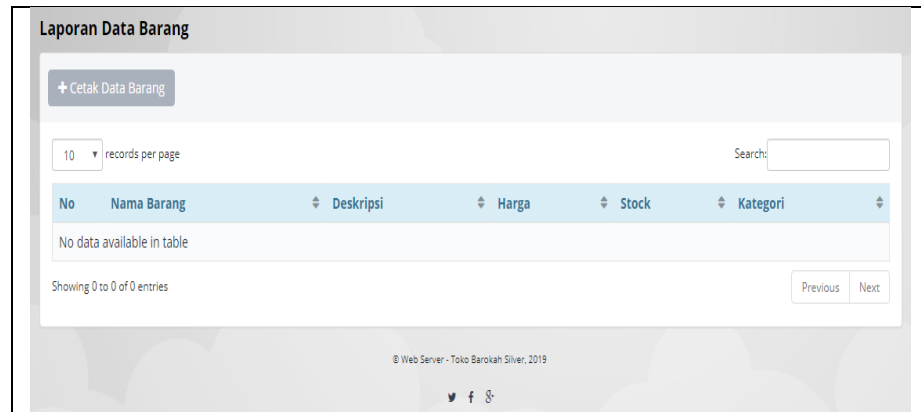 Laporan Data Barang
+ Cetak Data Barang
10 records per page Search:
No Nama Barang Deskripsi Harga Stock Kategori
No data available in table
Showing 0 to 0 of 0 entries Previous Next
© Web Server - Toko Barokah Silver, 2019